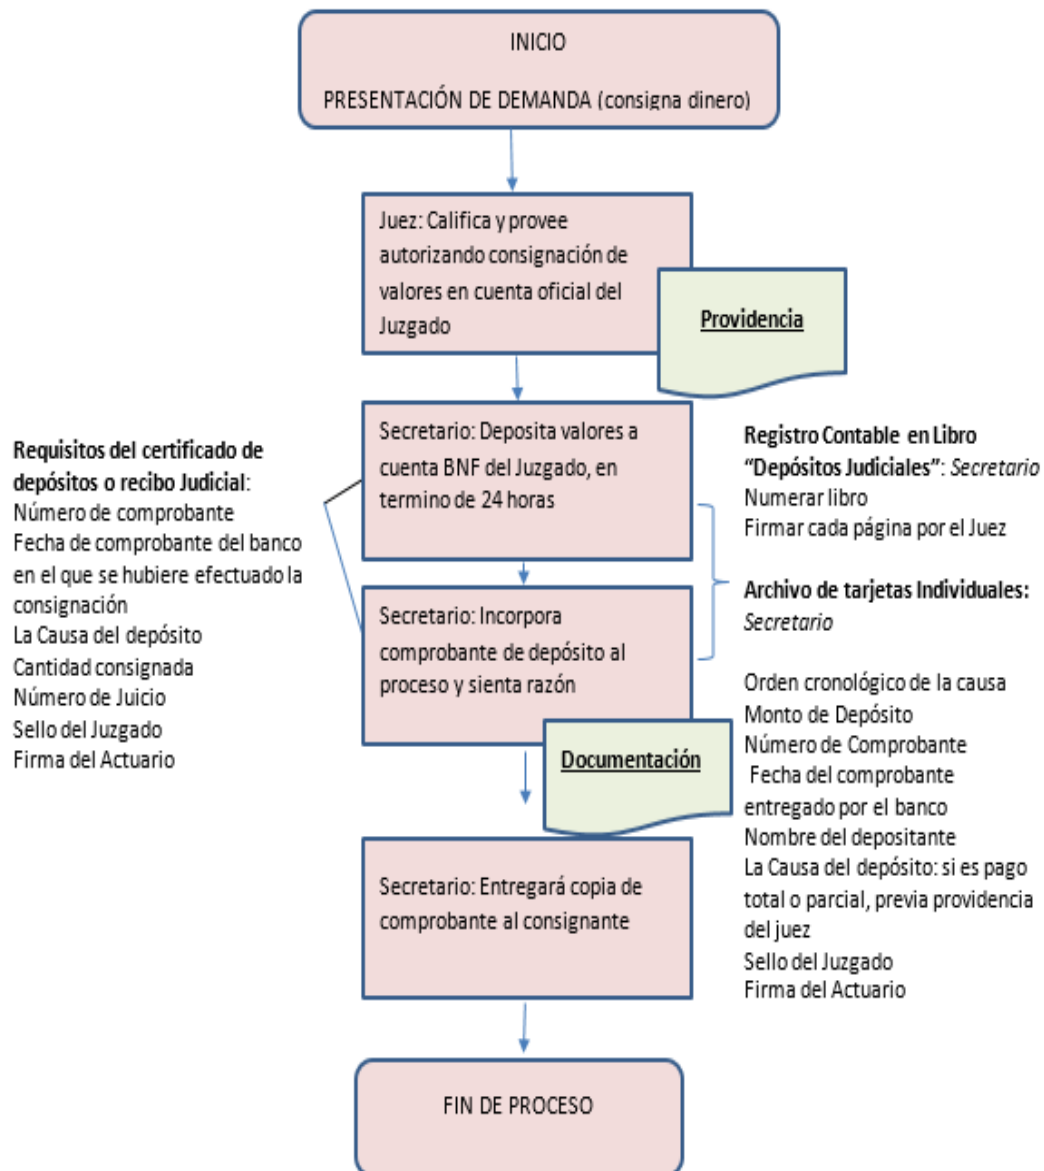 INICIO
PRESENTACIÓN DE DEMANDA (consigna dinero)
Juez: Califica y provee
autorizando consignación de
valores en cuenta oficial del
Juzgado
Providencia
Secretario: Deposita valores a
cuenta BNF del Juzgado, en
termino de 24 horas
Requisitos del certificado de
depósitos o recibo Judicial:
Número de comprobante
Fecha de comprobante del banco
en el que se hubiere efectuado la
consignación
La Causa del depósito
Cantidad consignada
Número de Juicio
Sello del Juzgado
Firma del Actuario
Registro Contable en Libro
“Depósitos Judiciales”: Secretario
Numerar libro
Firmar cada página por el Juez
Archivo de tarjetas Individuales:
Secretario
Orden cronológico de la causa
Monto de Depósito
Número de Comprobante
Fecha del comprobante
entregado por el banco
Nombre del depositante
La Causa del depósito: si es pago
total o parcial, previa providencia
del juez
Sello del Juzgado
Firma del Actuario
Secretario: Incorpora
comprobante de depósito al
proceso y sienta razón
Documentación
Secretario: Entregará copia de
comprobante al consignante
FIN DE PROCESO